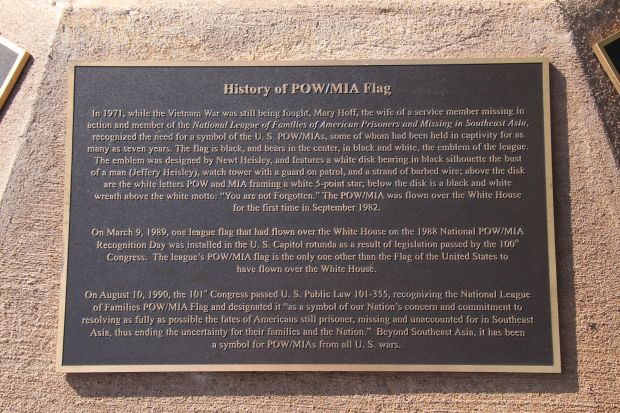 History of POW/MIA Flag
In 1971, while the Vietnam War was still being fought, Mary Hoff, the wife of a service member missing in
action and member of the National League of Families of American Prisoners and Missing in Southeast Asia,
recognized the need for a symbol of the U. S. POW/MIAs, some of whom had been held in captivity for as
many as seven years. The flag is black, and bears in the center, in black and white, the emblem of the league.
The emblem was designed by Newt Heisley, and features a white disk bearing in black silhouette the bust
of a man (Jeffery Heisley), watch tower with a guard on patrol, and a strand of barbed wire; above the disk
are the white letters POW and MIA framing a white 5-point star; below the disk is a black and white
wreath above the white motto: “You are not Forgotten.” The POW/MIA was flown over the White House
for the first time in September 1982.
On March 9, 1989, one league flag that had flown over the White House on the 1988 National POW/MIA
Recognition Day was installed in the U. S. Capitol rotunda as a result of legislation passed by the 100th
Congress. The league's POW/MIA flag is the only one other than the Flag of the United States to
have flown over the White House.
On August 10, 1990, the 101st Congress passed U. S. Public Law 101-355, recognizing the National League
of Families POW/MIA Flag and designated it “as a symbol of our Nation's concern and commitment to
resolving as fully as possible the fates of Americans still prisoner, missing and unaccounted for in Southeast
Asia, thus ending the uncertainty for their families and the Nation.” Beyond Southeast Asia, it has been
a symbol for POW/MIAs from all U. S. wars.